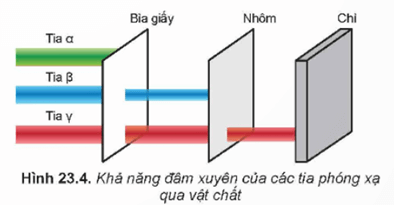 Bìa giấy
Nhôm
Chì
Tia α
Tia β
Tia γ
Hình 23.4. Khả năng đâm xuyên của các tia phóng xạ
qua vật chất